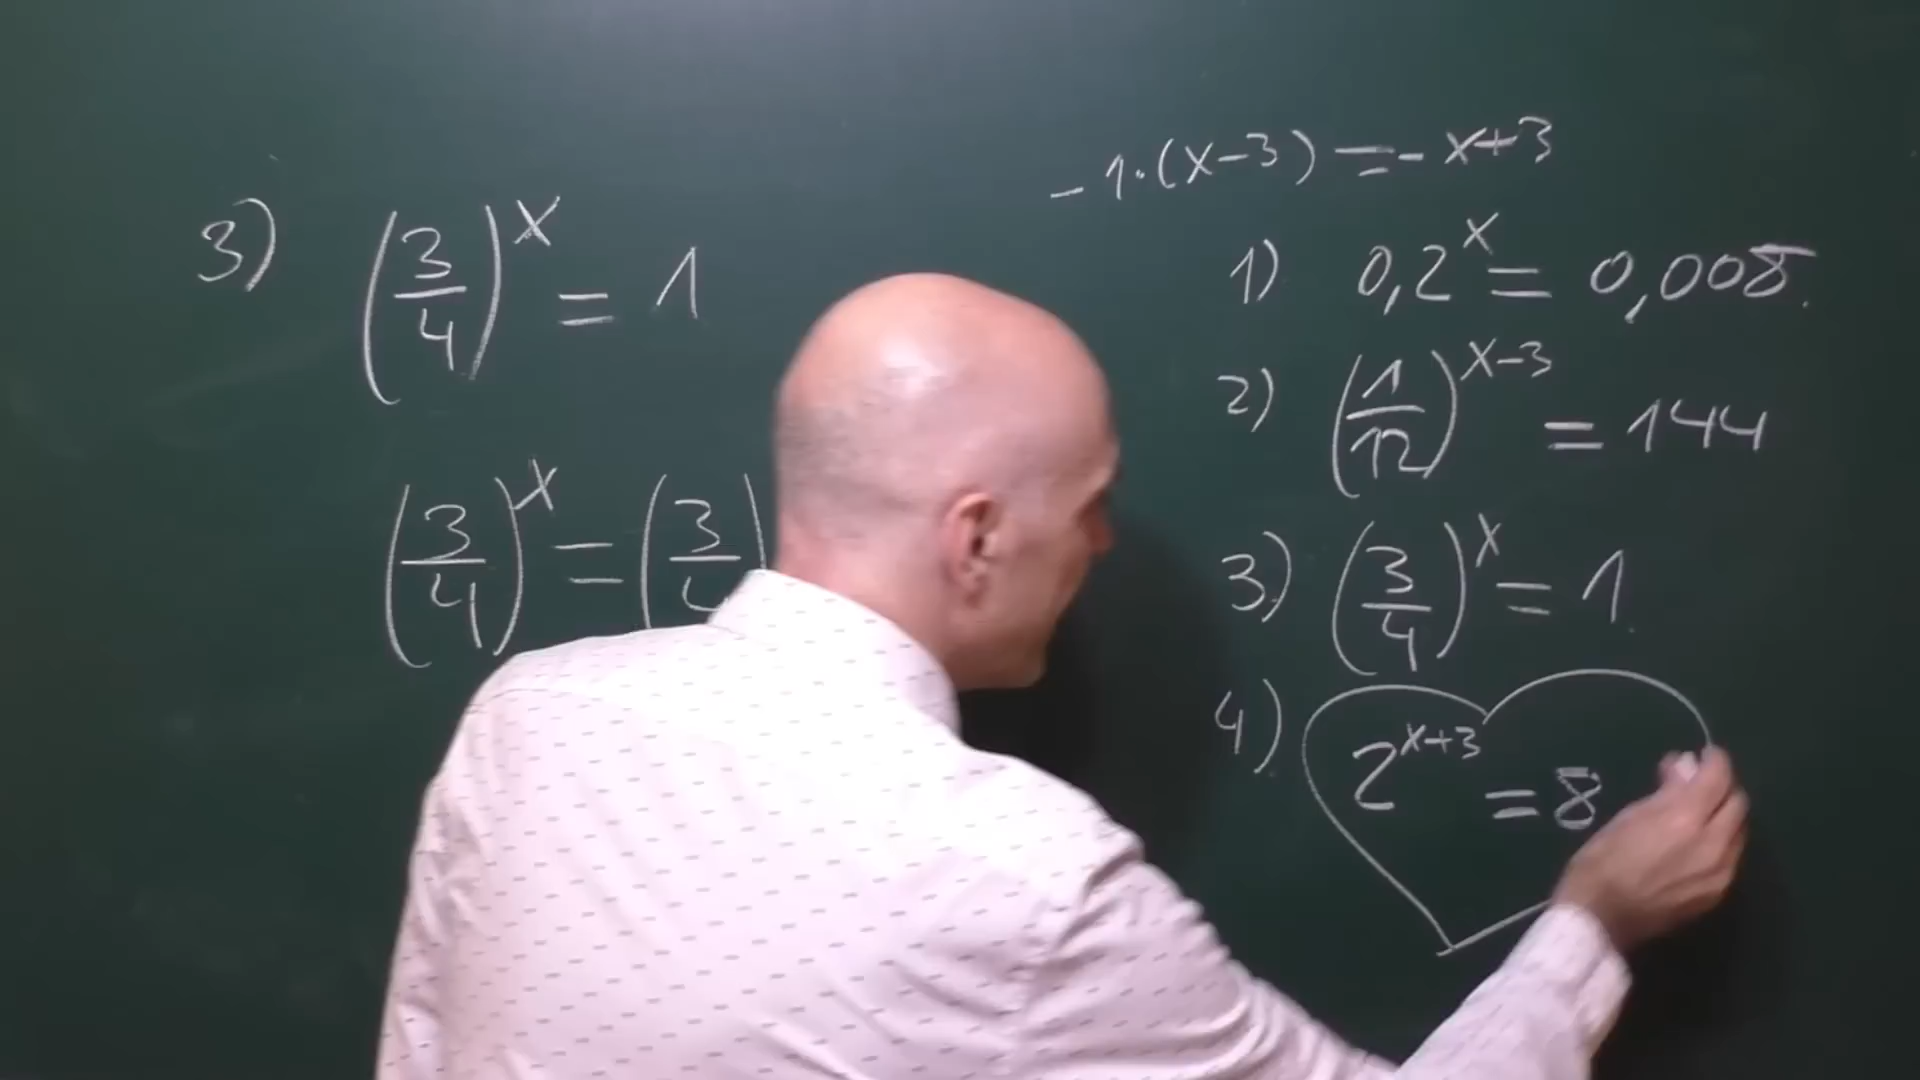 3) (3/4)^x = 1
(3/4)^x = (3/4
-1·(x-3) = -x+3
1) 0,2^x = 0,008.
2) (1/12)^(x-3) = 144
3) (3/4)^x = 1.
4) 2^(x+3) = 8